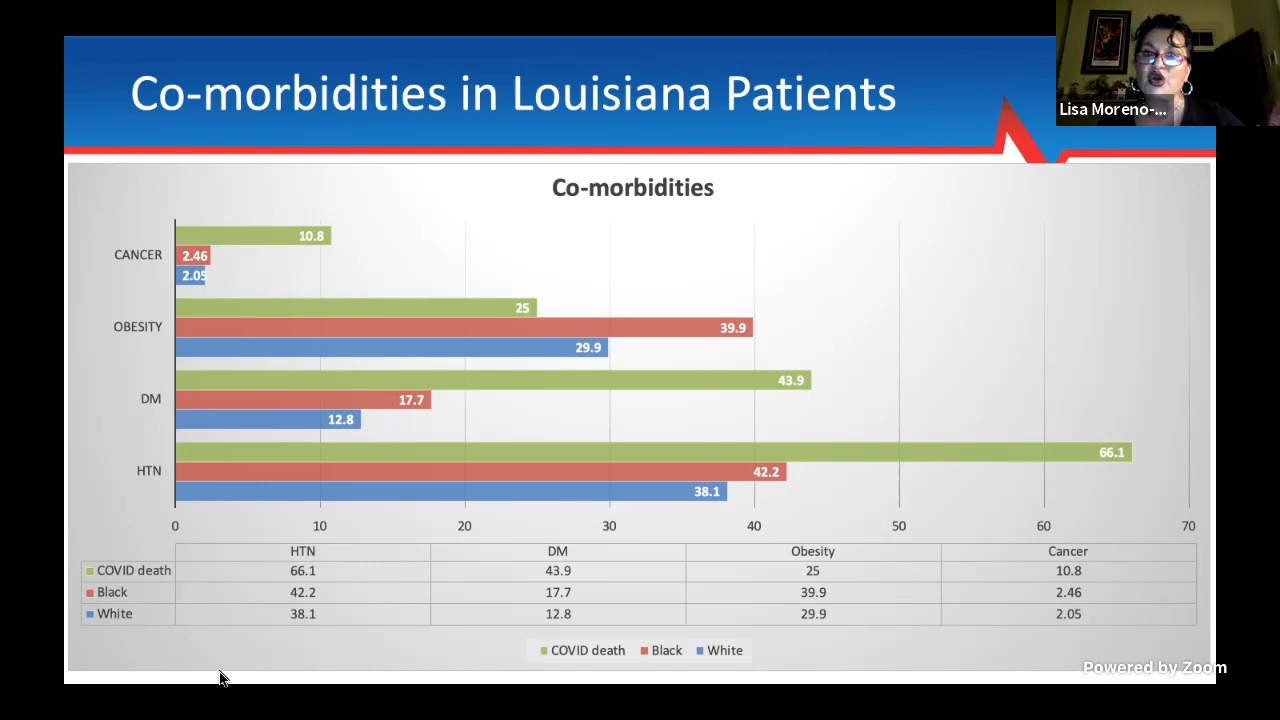 Co-morbidities in Louisiana Patients
Lisa Moreno-...
Co-morbidities
CANCER
10.8
2.46
2.05
OBESITY
25
39.9
29.9
DM
43.9
17.7
12.8
HTN
66.1
42.2
38.1
0 10 20 30 40 50 60 70
HTN DM Obesity Cancer
COVID death 66.1 43.9 25 10.8
Black 42.2 17.7 39.9 2.46
White 38.1 12.8 29.9 2.05
COVID death Black White
Powered by Zoom